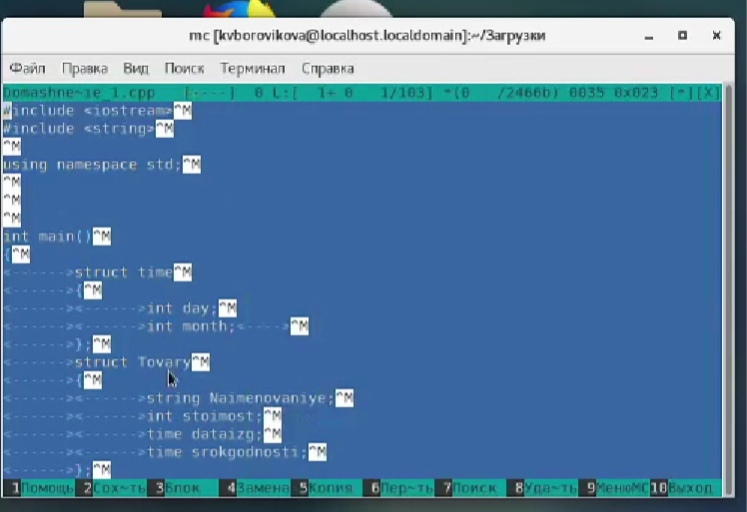 mc [kvborovikova@localhost.localdomain]:~/Загрузки
Файл Правка Вид Поиск Терминал Справка
Domashne~ie_1.cpp [----] 0 L:[ 1+ 0 1/103] *(0 /2466b) 0035 0x023 [*][X]
#include <iostream>^M
#include <string>^M
^M
using namespace std;^M
^M
^M
^M
int main()^M
{^M
<------>struct time^M
<------>{^M
<------><------>int day;^M
<------><------>int month;<----->^M
<------>};^M
<------>struct Tovary^M
<------>{^M
<------><------>string Naimenovaniye;^M
<------><------>int stoimost;^M
<------><------>time dataizg;^M
<------><------>time srokgodnosti;^M
<------>};^M
1Помощь 2Сох~ть 3Блок 4Замена 5Копия 6Пер~ть 7Поиск 8Уда~ть 9МенюMC 10Выход